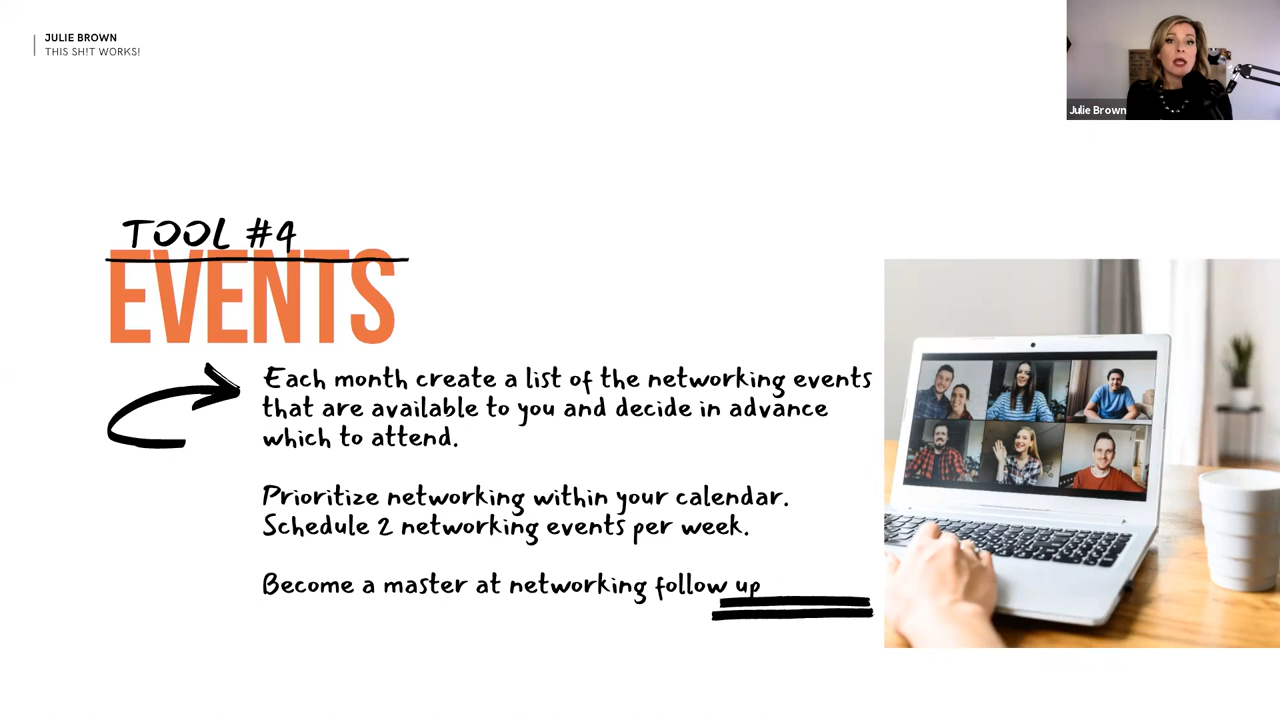 JULIE BROWN
THIS SH!T WORKS!
Julie Brown
TOOL #4
EVENTS
Each month create a list of the networking events
that are available to you and decide in advance
which to attend.
Prioritize networking within your calendar.
Schedule 2 networking events per week.
Become a master at networking follow up